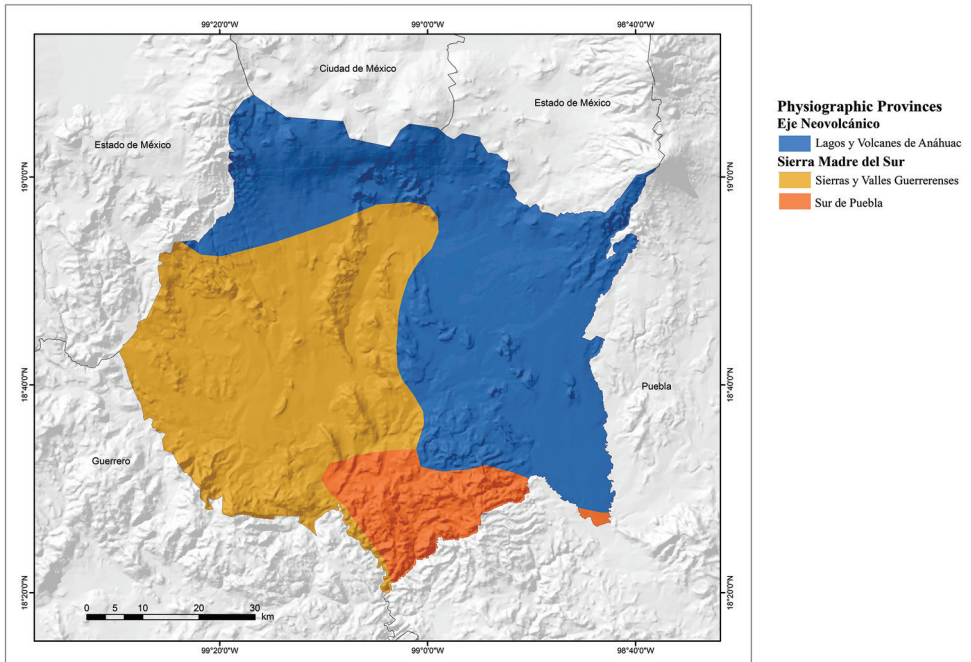 99°20'0"W 99°0'0"W 98°40'0"W
Ciudad de México
Estado de México
Estado de México
19°0'0"N 19°0'0"N
Puebla
18°40'0"N 18°40'0"N
Guerrero
18°20'0"N 18°20'0"N
0 5 10 20 30
km
99°20'0"W 99°0'0"W 98°40'0"W
Physiographic Provinces
Eje Neovolcánico
Lagos y Volcanes de Anáhuac
Sierra Madre del Sur
Sierras y Valles Guerrerenses
Sur de Puebla